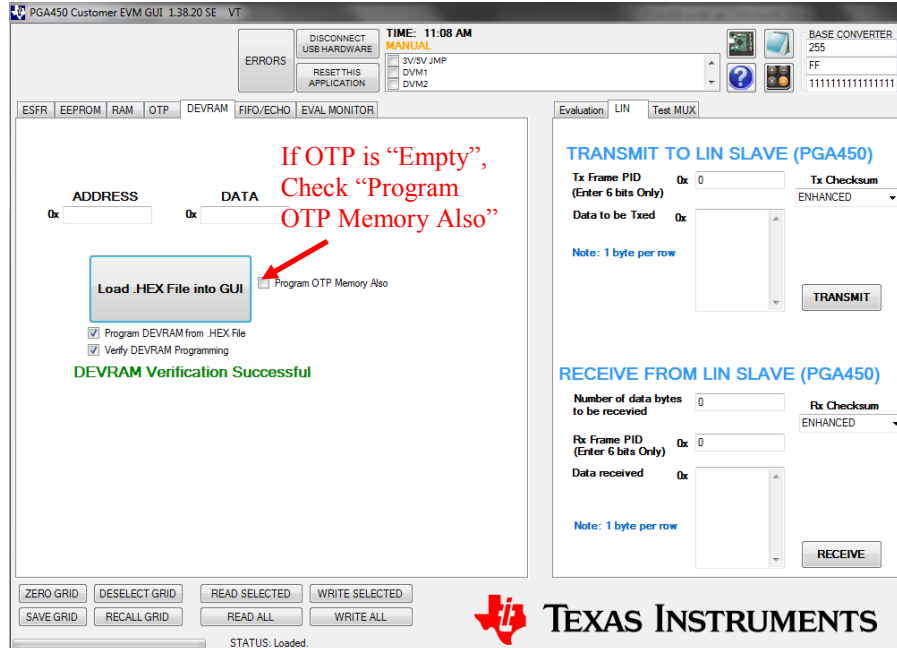 PGA450 Customer EVM GUI 1.38.20 SE VT
ERRORS
DISCONNECT
USB HARDWARE
RESET THIS
APPLICATION
TIME: 11:08 AM
MANUAL
3V/5V JMP
DVM1
DVM2
BASE CONVERTER
255
FF
1111111111111111
ESFR EEPROM RAM OTP DEVRAM FIFO/ECHO EVAL MONITOR
If OTP is “Empty”,
Check “Program
OTP Memory Also”
ADDRESS DATA
0x 0x
Load .HEX File into GUI
Program OTP Memory Also
Program DEVRAM from .HEX File
Verify DEVRAM Programming
DEVRAM Verification Successful
Evaluation LIN Test MUX
TRANSMIT TO LIN SLAVE (PGA450)
Tx Frame PID 0x 0
(Enter 6 bits Only)
Tx Checksum
ENHANCED
Data to be Txed 0x
Note: 1 byte per row
TRANSMIT
RECEIVE FROM LIN SLAVE (PGA450)
Number of data bytes 0
to be recevied
Rx Checksum
ENHANCED
Rx Frame PID 0x 0
(Enter 6 bits Only)
Data received 0x
Note: 1 byte per row
RECEIVE
ZERO GRID DESELECT GRID READ SELECTED WRITE SELECTED
SAVE GRID RECALL GRID READ ALL WRITE ALL
STATUS: Loaded.
TEXAS INSTRUMENTS